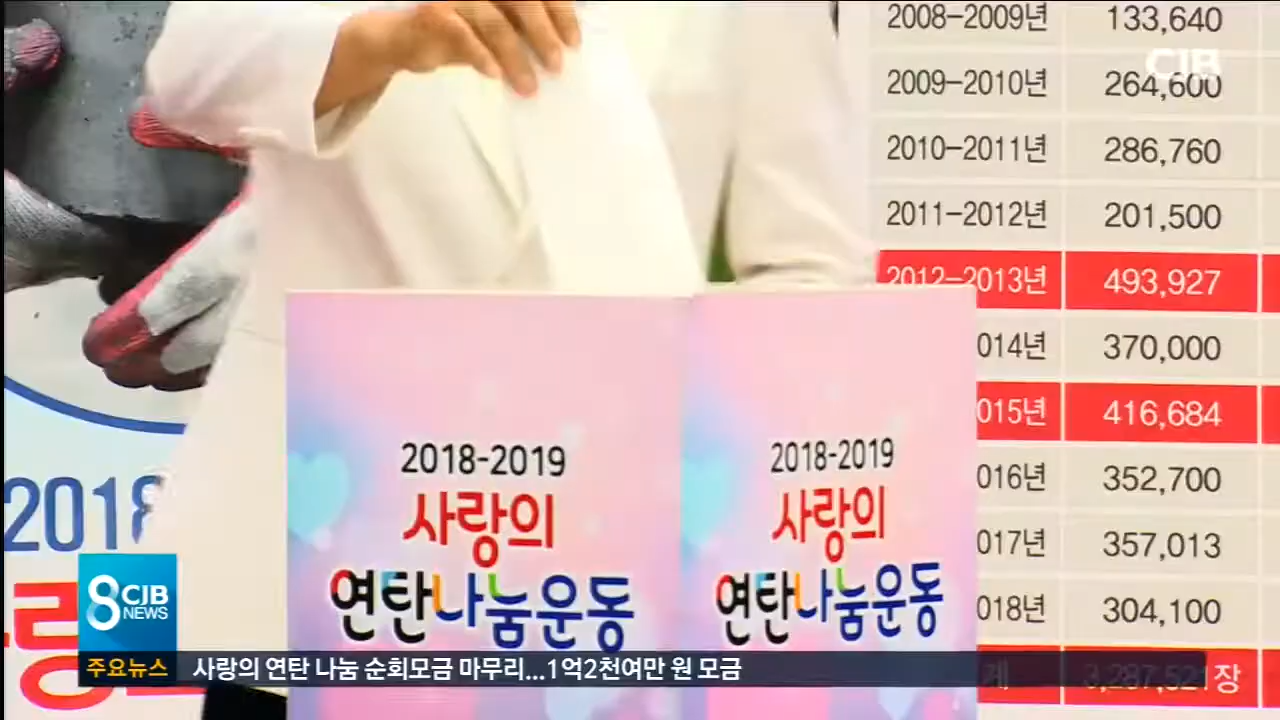 2008-2009년 133,640
CJB
2009-2010년 264,600
2010-2011년 286,760
2011-2012년 201,500
2012-2013년 493,927
014년 370,000
015년 416,684
016년 352,700
017년 357,013
018년 304,100
계 3,287,521장
2018
2018-2019
사랑의
연탄나눔운동
2018-2019
사랑의
연탄나눔운동
8 CJB
NEWS
주요뉴스 사랑의 연탄 나눔 순회모금 마무리...1억2천여만 원 모금